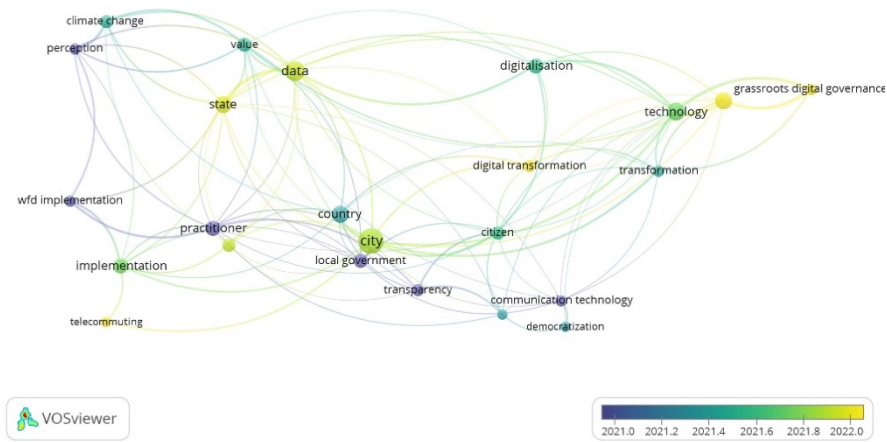 climate change
perception
value
data
state
digitalisation
grassroots digital governance
technology
digital transformation
transformation
wfd implementation
practitioner
country
city
citizen
local government
implementation
transparency
communication technology
telecommuting
democratization
VOSviewer
2021.0 2021.2 2021.4 2021.6 2021.8 2022.0